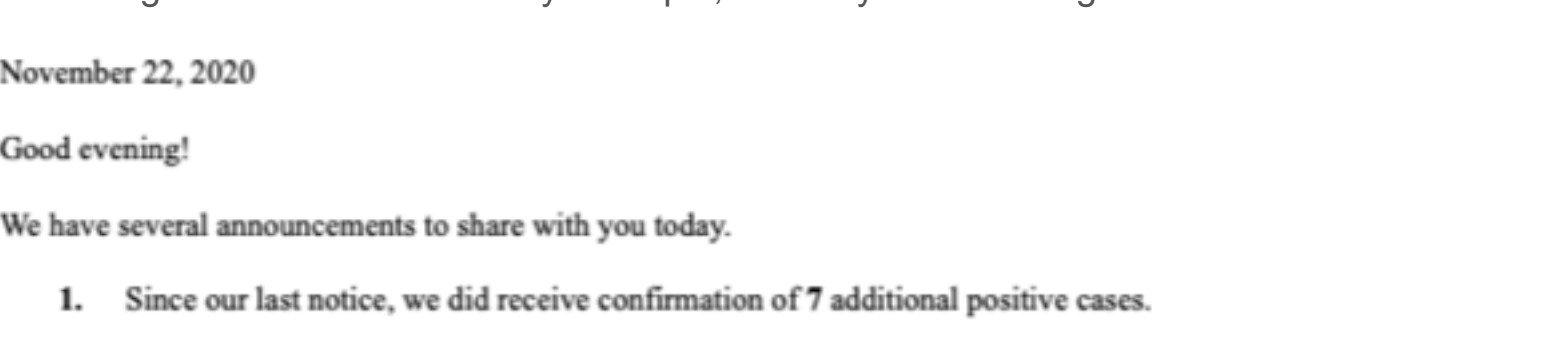 November 22, 2020
Good evening!
We have several announcements to share with you today.
1. Since our last notice, we did receive confirmation of 7 additional positive cases.